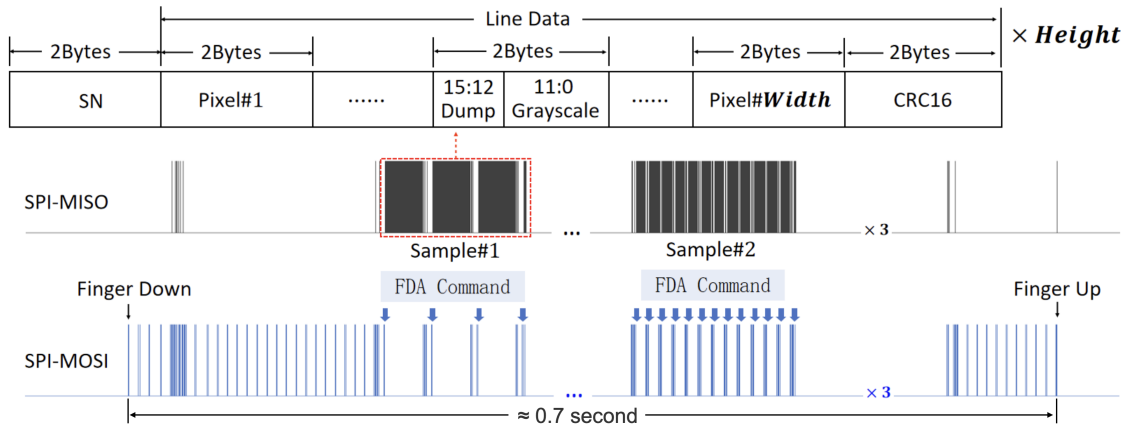 Line Data
× Height
2Bytes
2Bytes
2Bytes
2Bytes
2Bytes
SN
Pixel#1
......
15:12
Dump
11:0
Grayscale
......
Pixel#Width
CRC16
SPI-MISO
...
× 3
Sample#1
Sample#2
FDA Command
FDA Command
Finger Down
Finger Up
SPI-MOSI
...
× 3
≈ 0.7 second